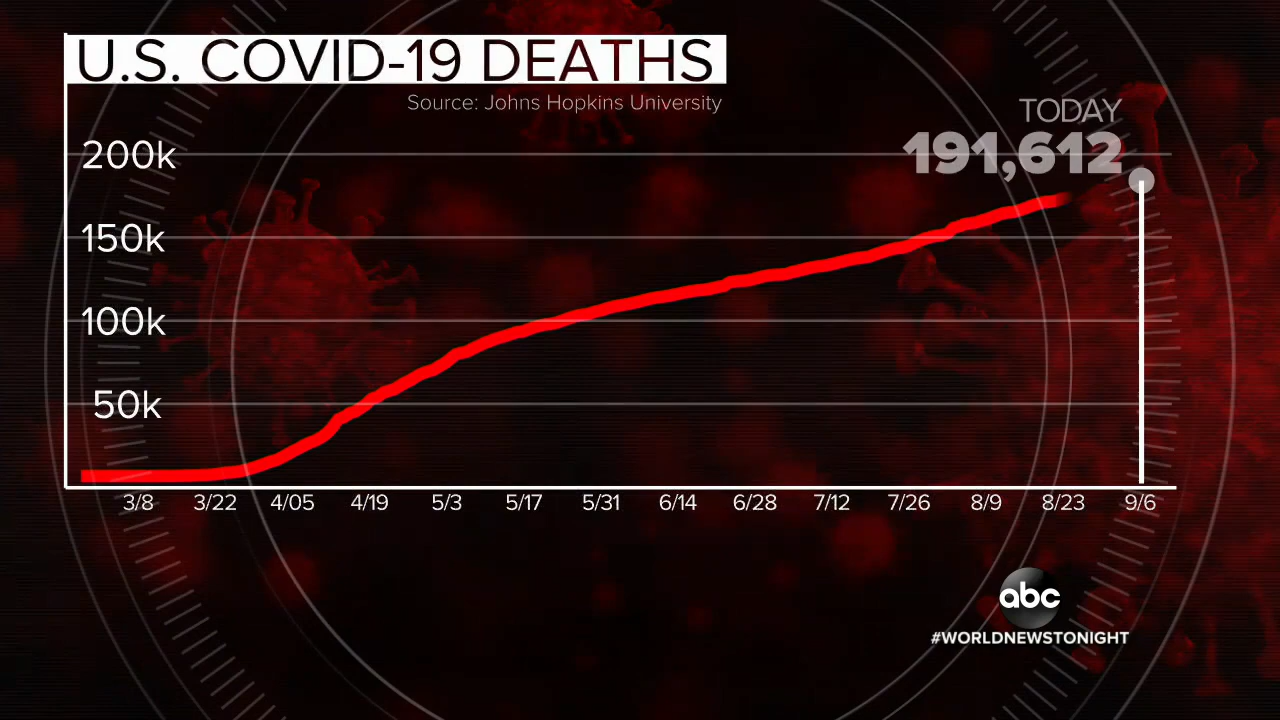 U.S. COVID-19 DEATHS
Source: Johns Hopkins University
TODAY
191,612
200k
150k
100k
50k
3/8 3/22 4/05 4/19 5/3 5/17 5/31 6/14 6/28 7/12 7/26 8/9 8/23 9/6
abc
#WORLDNEWSTONIGHT